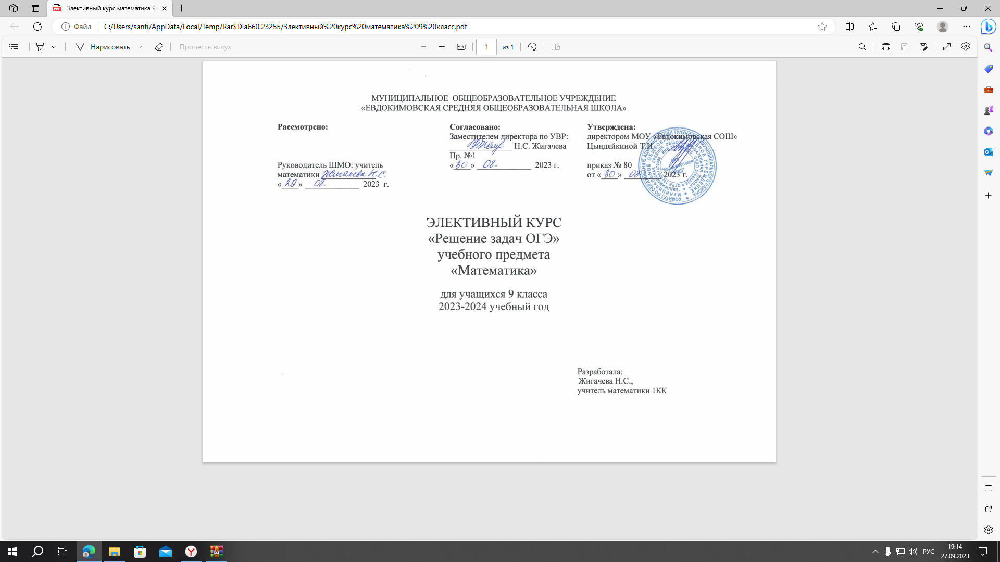 Элективный курс математика 9
Файл
C:/Users/santi/AppData/Local/Temp/Rar$DIa660.23255/Элективный%20курс%20математика%209%20класс.pdf
Нарисовать
Прочесть вслух
1
из 1
МУНИЦИПАЛЬНОЕ ОБЩЕОБРАЗОВАТЕЛЬНОЕ УЧРЕЖДЕНИЕ
«ЕВДОКИМОВСКАЯ СРЕДНЯЯ ОБЩЕОБРАЗОВАТЕЛЬНАЯ ШКОЛА»
Рассмотрено:
Руководитель ШМО: учитель
математики Жигачева Н.С.
«29» 08. 2023 г.
Согласовано:
Заместителем директора по УВР:
Н.С. Жигачева
Пр. №1
«30» 08. 2023 г.
Утверждена:
директором МОУ «Евдокимовская СОШ»
Цындяйкиной Т.И.
приказ № 80
от «30» 08. 2023 г.
ЭЛЕКТИВНЫЙ КУРС
«Решение задач ОГЭ»
учебного предмета
«Математика»
для учащихся 9 класса
2023-2024 учебный год
Разработала:
Жигачева Н.С.,
учитель математики 1КК
РУС
19:14
27.09.2023